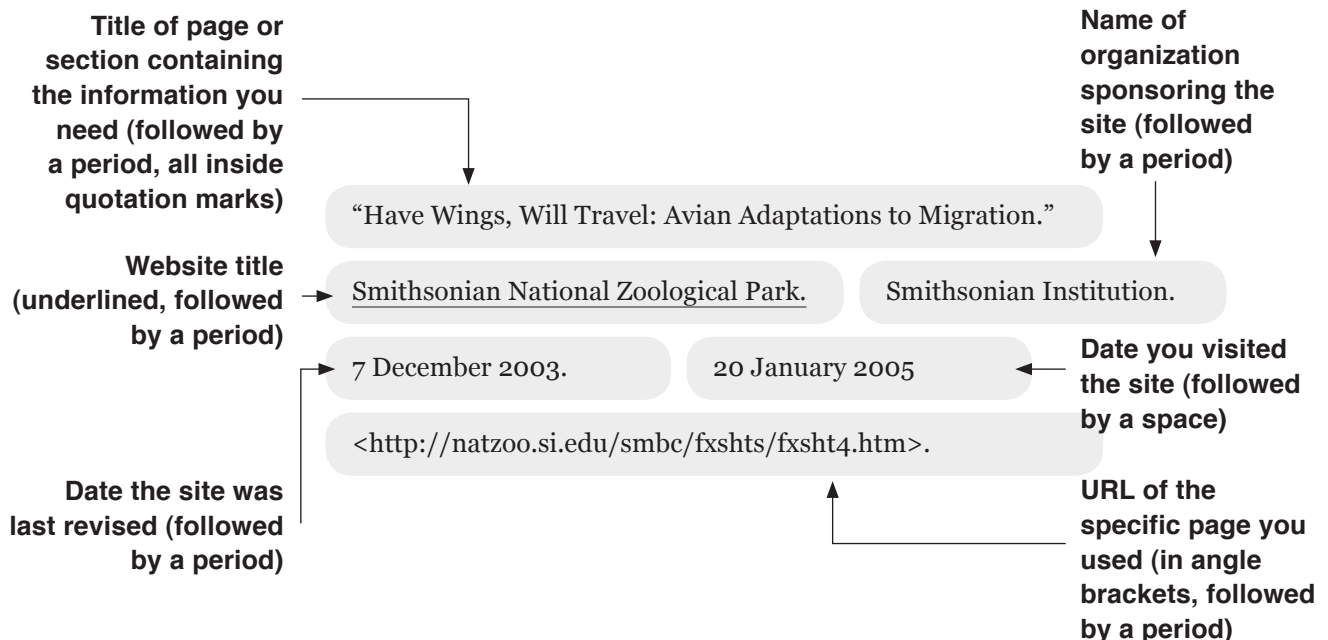 Title of page or
section containing
the information you
need (followed by
a period, all inside
quotation marks)
Name of
organization
sponsoring the
site (followed
by a period)
“Have Wings, Will Travel: Avian Adaptations to Migration.”
Website title
(underlined, followed
by a period)
Smithsonian National Zoological Park.
Smithsonian Institution.
7 December 2003.
20 January 2005
Date you visited
the site (followed
by a space)
<http://natzoo.si.edu/smbc/fxshts/fxsht4.htm>.
Date the site was
last revised (followed
by a period)
URL of the
specific page you
used (in angle
brackets, followed
by a period)